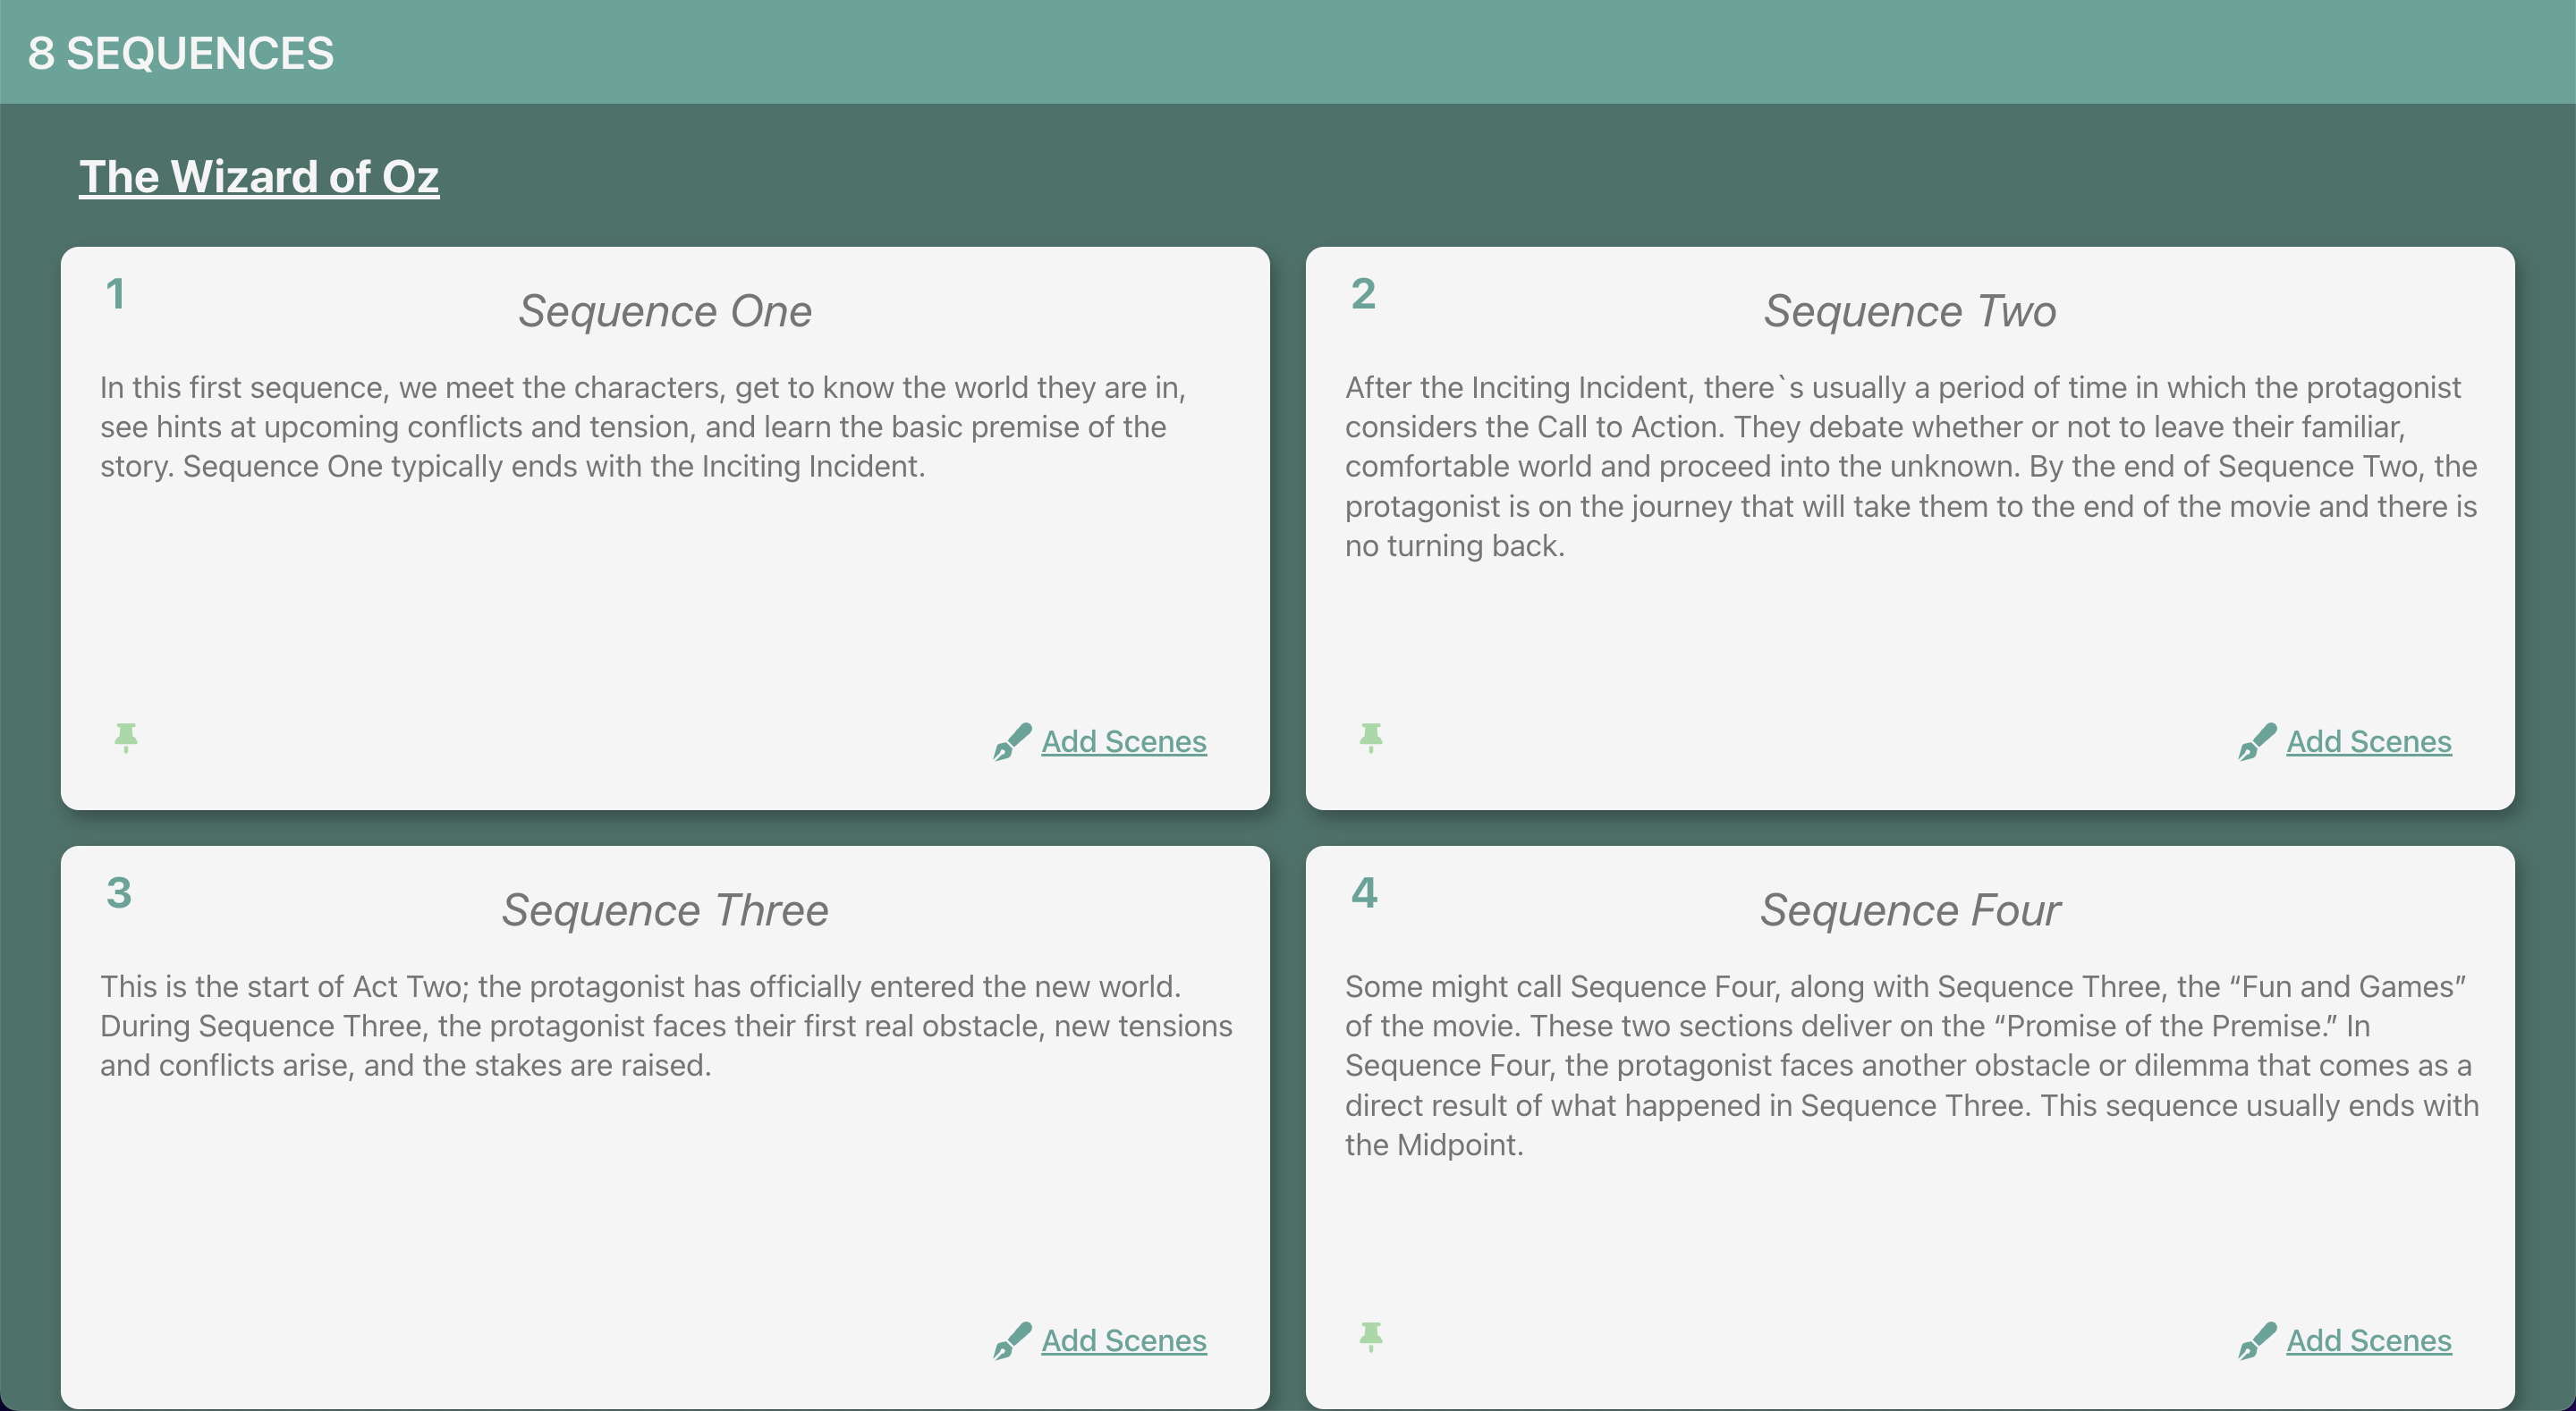 8 SEQUENCES
The Wizard of Oz
1
Sequence One
In this first sequence, we meet the characters, get to know the world they are in,
see hints at upcoming conflicts and tension, and learn the basic premise of the
story. Sequence One typically ends with the Inciting Incident.
Add Scenes
2
Sequence Two
After the Inciting Incident, there`s usually a period of time in which the protagonist
considers the Call to Action. They debate whether or not to leave their familiar,
comfortable world and proceed into the unknown. By the end of Sequence Two, the
protagonist is on the journey that will take them to the end of the movie and there is
no turning back.
Add Scenes
3
Sequence Three
This is the start of Act Two; the protagonist has officially entered the new world.
During Sequence Three, the protagonist faces their first real obstacle, new tensions
and conflicts arise, and the stakes are raised.
Add Scenes
4
Sequence Four
Some might call Sequence Four, along with Sequence Three, the “Fun and Games”
of the movie. These two sections deliver on the “Promise of the Premise.” In
Sequence Four, the protagonist faces another obstacle or dilemma that comes as a
direct result of what happened in Sequence Three. This sequence usually ends with
the Midpoint.
Add Scenes